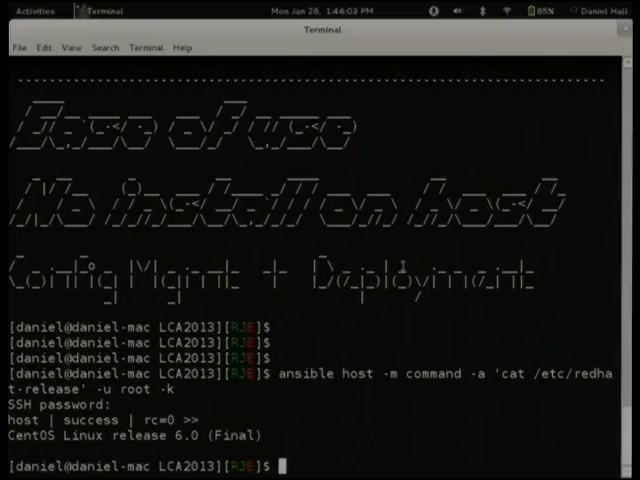 Activities Terminal Mon Jan 28, 1:46:03 PM 85% Daniel Hall
Terminal
File Edit View Search Terminal Help
Ease of use
No install on host
Config Mgmt + Deployment
[daniel@daniel-mac LCA2013][RJE]$
[daniel@daniel-mac LCA2013][RJE]$
[daniel@daniel-mac LCA2013][RJE]$
[daniel@daniel-mac LCA2013][RJE]$ ansible host -m command -a 'cat /etc/redha
t-release' -u root -k
SSH password:
host | success | rc=0 >>
CentOS Linux release 6.0 (Final)
[daniel@daniel-mac LCA2013][RJE]$